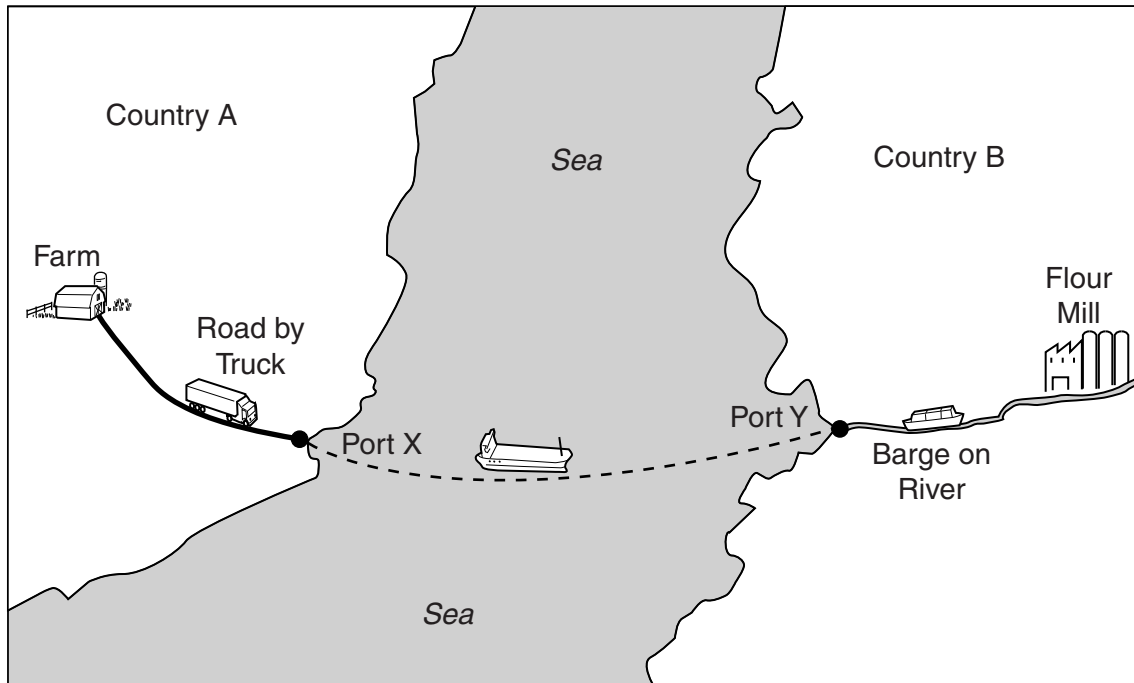 Country A
Sea
Country B
Farm
Flour
Mill
Road by
Truck
Port X
Port Y
Barge on
River
Sea